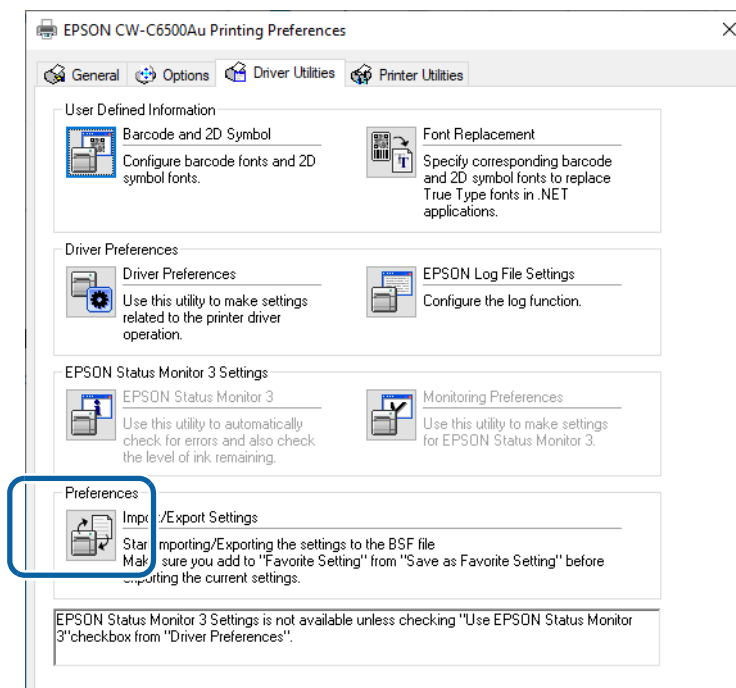 EPSON CW-C6500Au Printing Preferences
General Options Driver Utilities Printer Utilities
User Defined Information
Barcode and 2D Symbol
Configure barcode fonts and 2D
symbol fonts.
Font Replacement
Specify corresponding barcode
and 2D symbol fonts to replace
True Type fonts in .NET
applications.
Driver Preferences
Driver Preferences
Use this utility to make settings
related to the printer driver
operation.
EPSON Log File Settings
Configure the log function.
EPSON Status Monitor 3 Settings
EPSON Status Monitor 3
Use this utility to automatically
check for errors and also check
the level of ink remaining.
Monitoring Preferences
Use this utility to make settings
for EPSON Status Monitor 3.
Preferences
Import/Export Settings
Start Importing/Exporting the settings to the BSF file
Make sure you add to "Favorite Setting" from "Save as Favorite Setting" before
exporting the current settings.
EPSON Status Monitor 3 Settings is not available unless checking "Use EPSON Status Monitor
3"checkbox from "Driver Preferences".